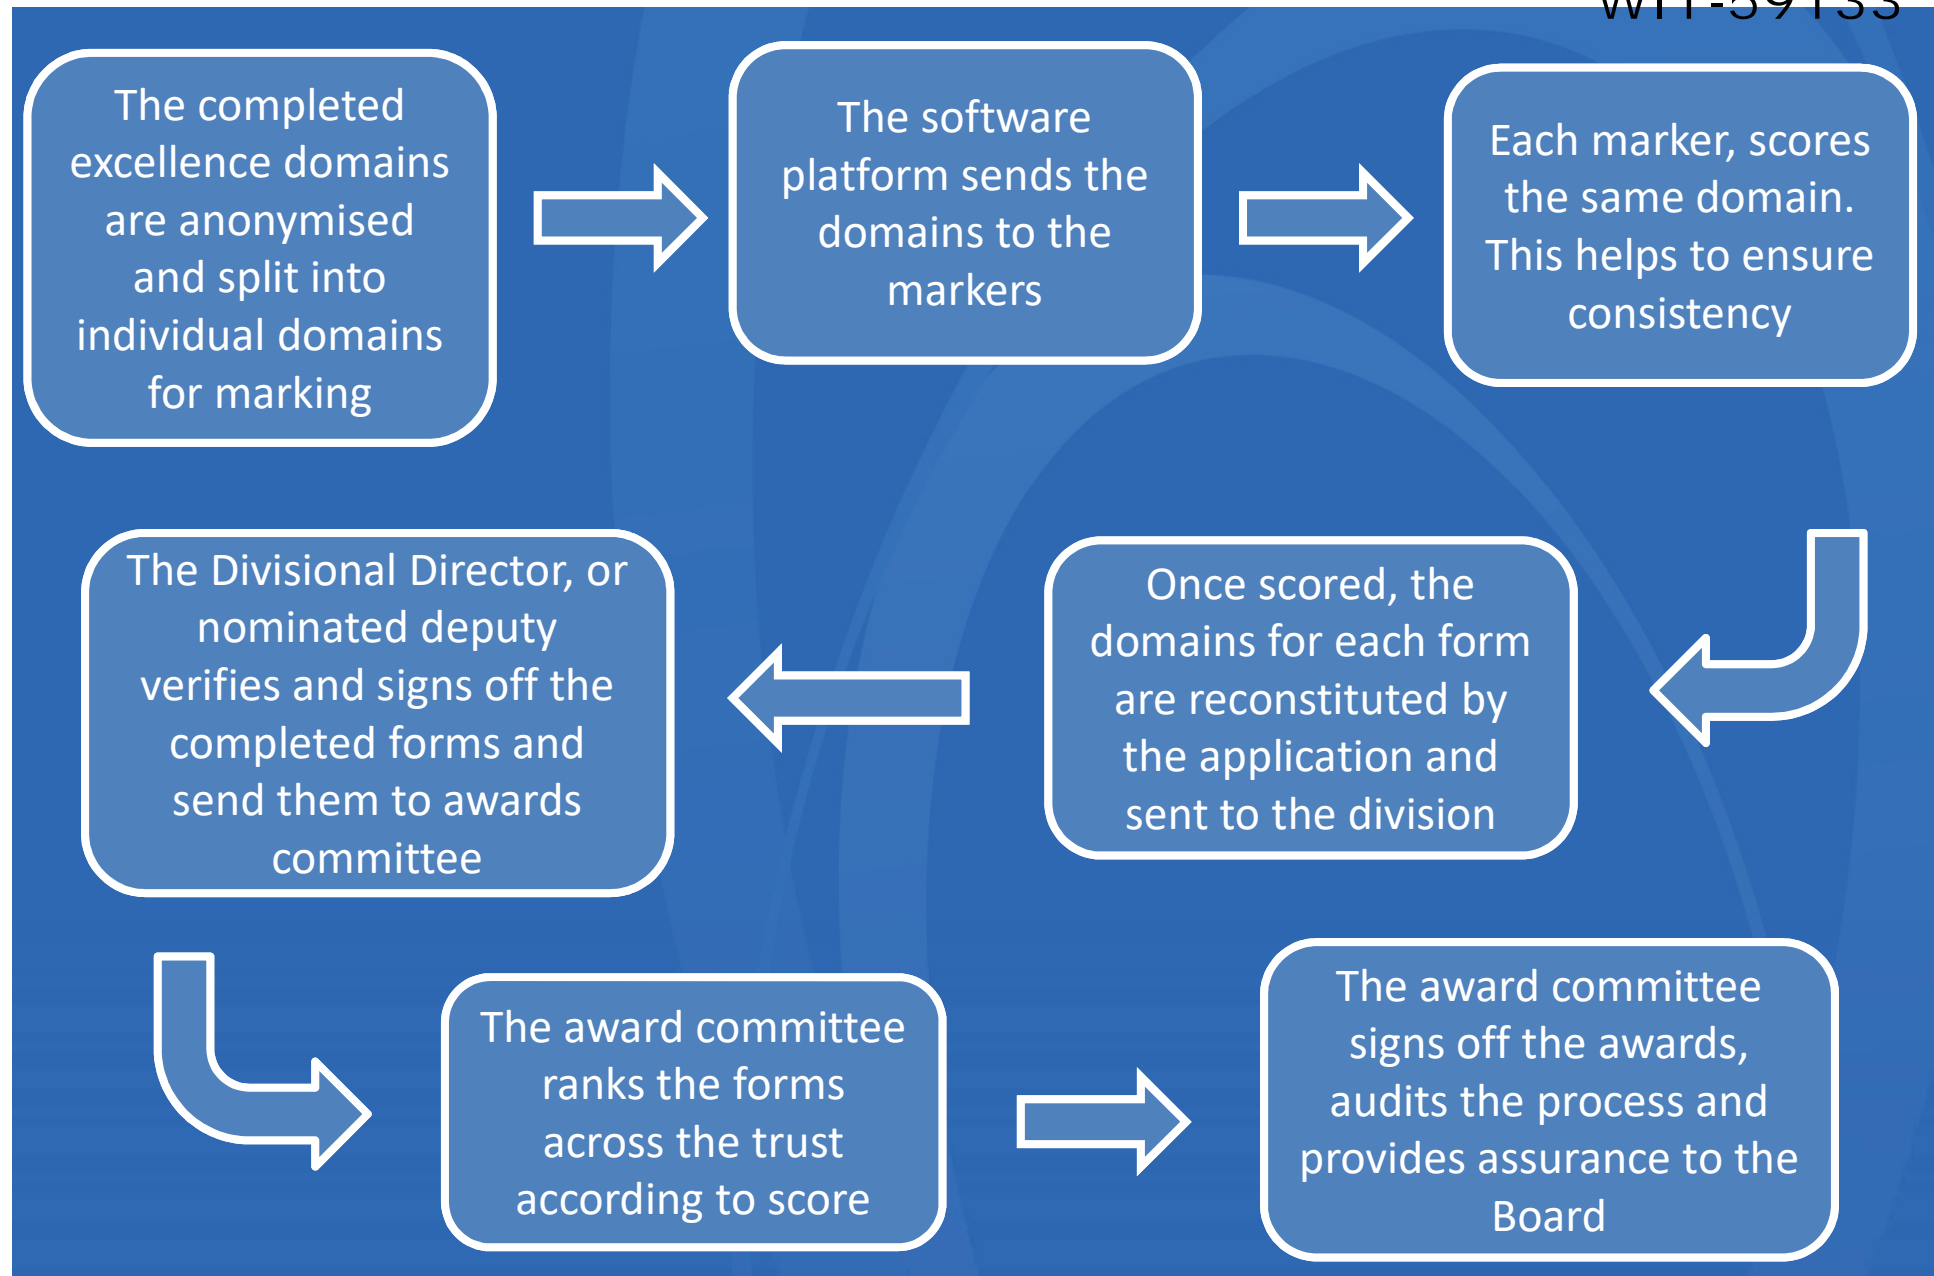 WIT-59133
The completed
excellence domains
are anonymised
and split into
individual domains
for marking
The software
platform sends the
domains to the
markers
Each marker, scores
the same domain.
This helps to ensure
consistency
Once scored, the
domains for each form
are reconstituted by
the application and
sent to the division
The Divisional Director, or
nominated deputy
verifies and signs off the
completed forms and
send them to awards
committee
The award committee
ranks the forms
across the trust
according to score
The award committee
signs off the awards,
audits the process and
provides assurance to the
Board